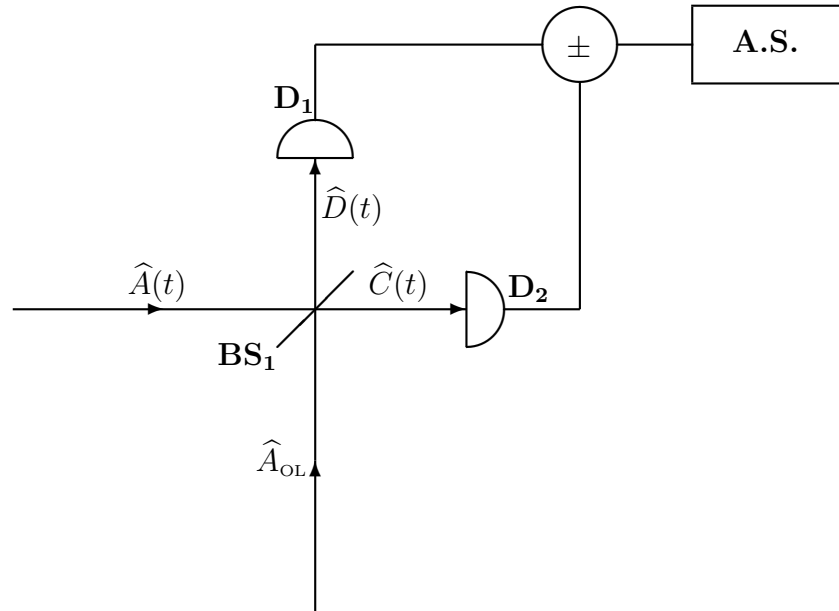 ±
A.S.
D₁
D̂(t)
Â(t)
Ĉ(t)
D₂
BS₁
Â_OL